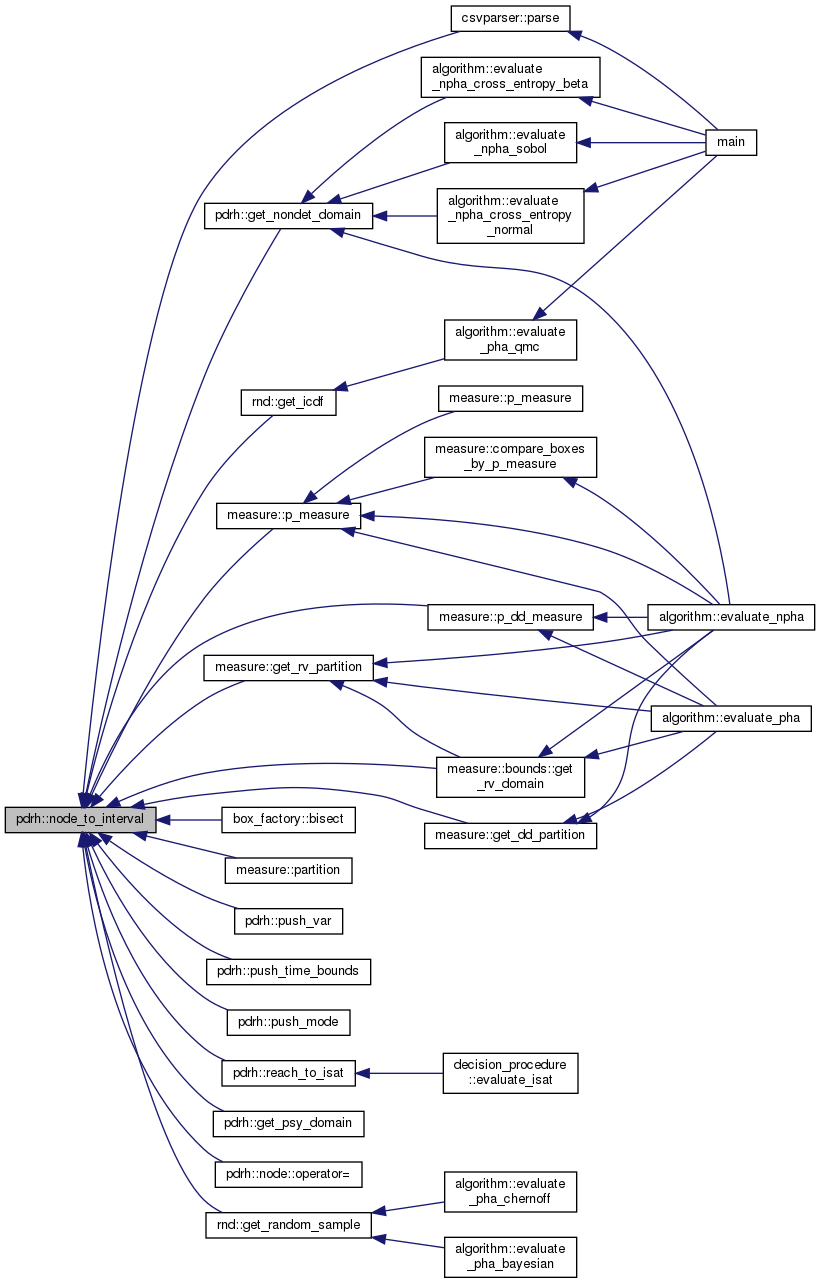 csvparser::parse
algorithm::evaluate
_npha_cross_entropy_beta
algorithm::evaluate
_npha_sobol
main
algorithm::evaluate
_npha_cross_entropy
_normal
pdrh::get_nondet_domain
algorithm::evaluate
_pha_qmc
rnd::get_icdf
measure::p_measure
measure::compare_boxes
_by_p_measure
measure::p_measure
measure::p_dd_measure
algorithm::evaluate_npha
measure::get_rv_partition
algorithm::evaluate_pha
measure::bounds::get
_rv_domain
pdrh::node_to_interval
box_factory::bisect
measure::get_dd_partition
measure::partition
pdrh::push_var
pdrh::push_time_bounds
pdrh::push_mode
pdrh::reach_to_isat
decision_procedure
::evaluate_isat
pdrh::get_psy_domain
pdrh::node::operator=
algorithm::evaluate
_pha_chernoff
rnd::get_random_sample
algorithm::evaluate
_pha_bayesian